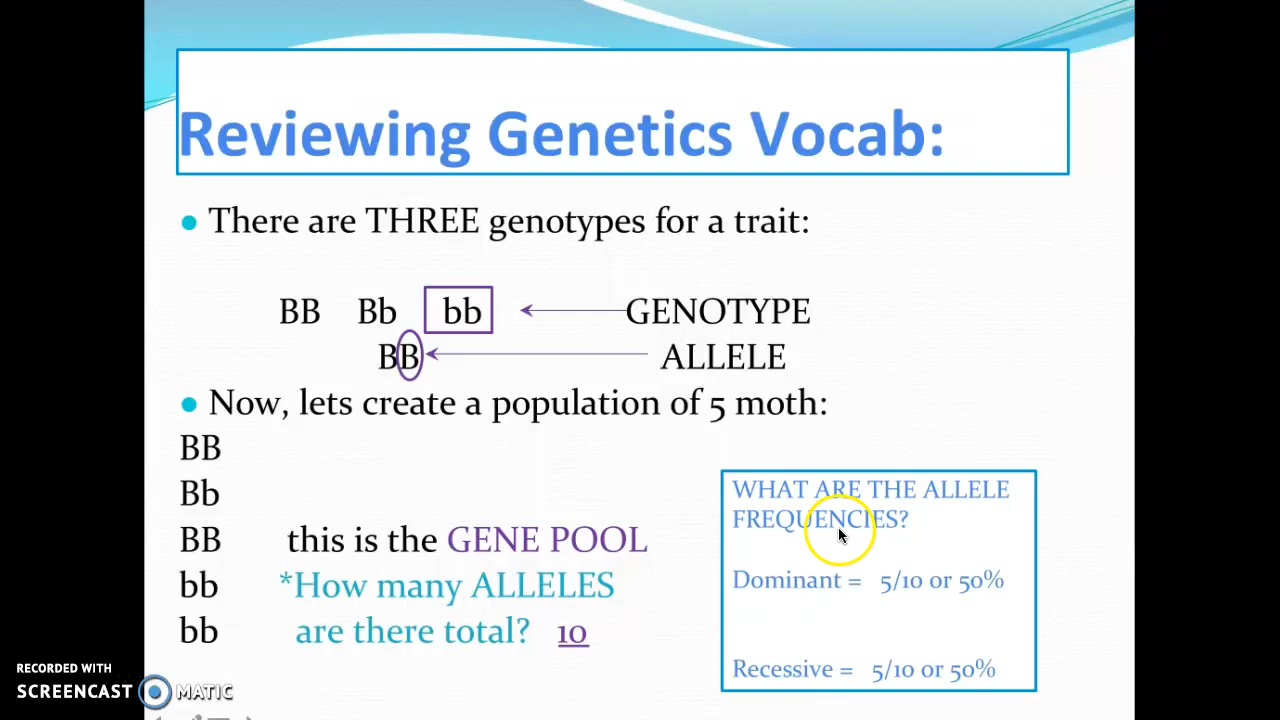 Reviewing Genetics Vocab:
● There are THREE genotypes for a trait:
BB Bb bb GENOTYPE
BB ALLELE
● Now, lets create a population of 5 moth:
BB
Bb
BB this is the GENE POOL
bb *How many ALLELES
bb are there total? 10
WHAT ARE THE ALLELE
FREQUENCIES?
Dominant = 5/10 or 50%
Recessive = 5/10 or 50%
RECORDED WITH
SCREENCAST MATIC